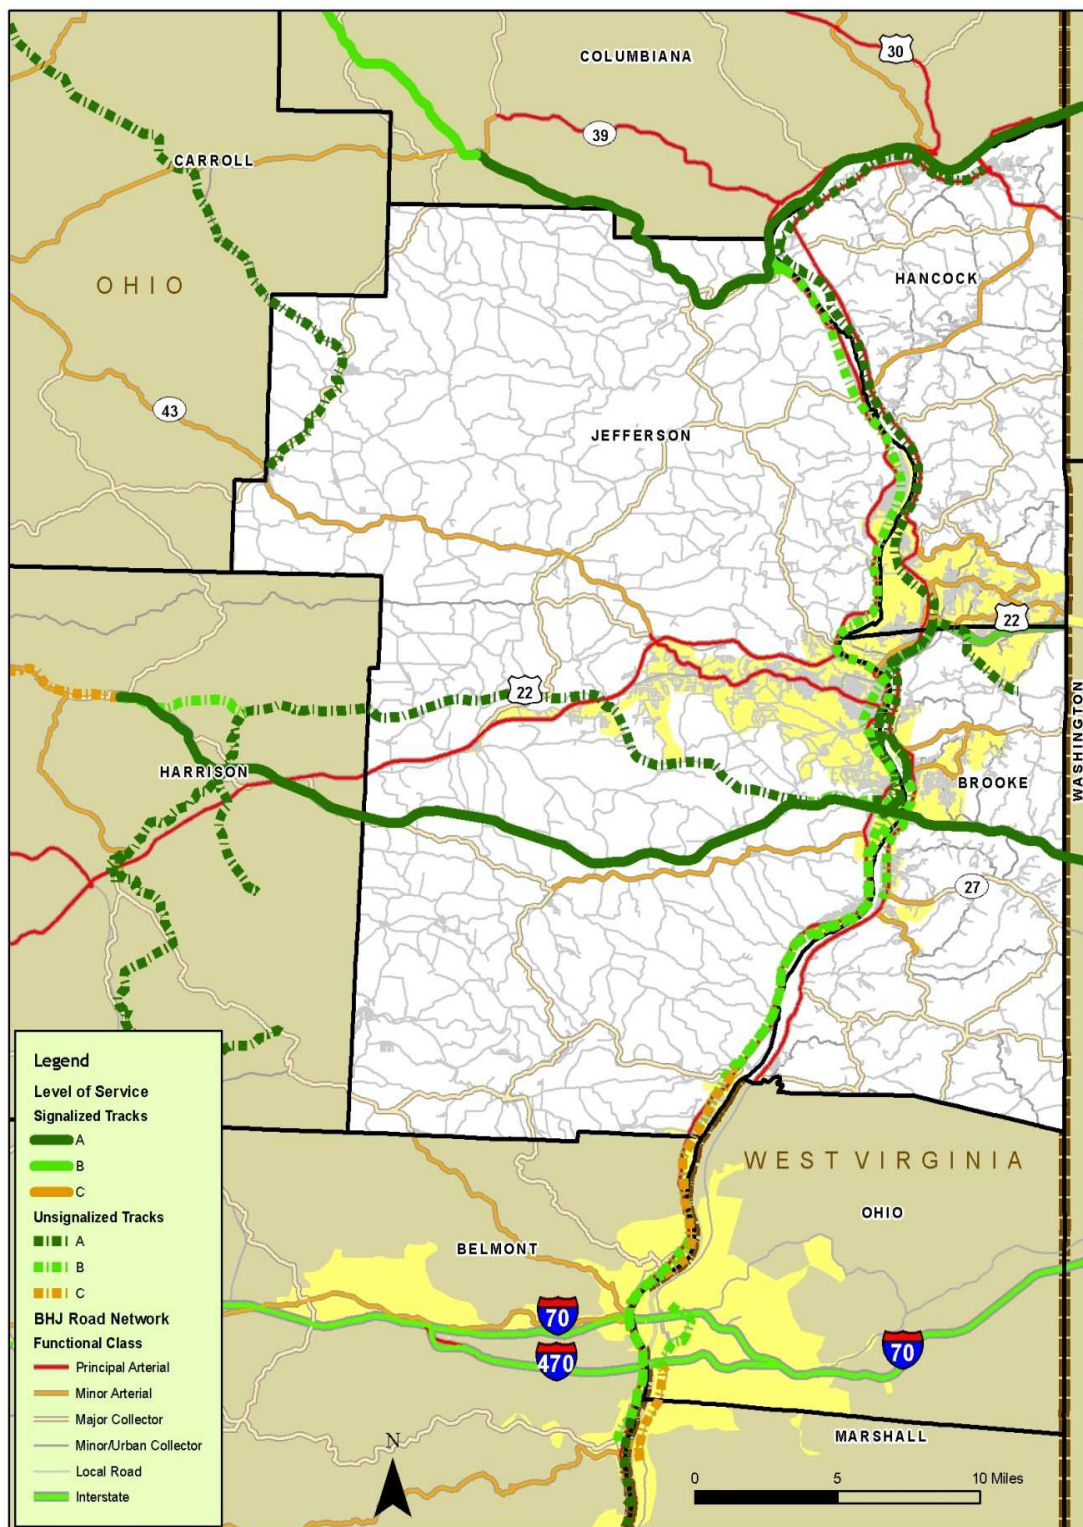 COLUMBIANA
30
39
CARROLL
OHIO
HANCOCK
43
JEFFERSON
22
22
WASHINGTON
HARRISON
BROOKE
27
Legend
Level of Service
Signalized Tracks
A
B
C
Unsignalized Tracks
A
B
C
BHJ Road Network
Functional Class
Principal Arterial
Minor Arterial
Major Collector
Minor/Urban Collector
Local Road
Interstate
WEST VIRGINIA
OHIO
BELMONT
70
470
70
MARSHALL
N
0 5 10 Miles